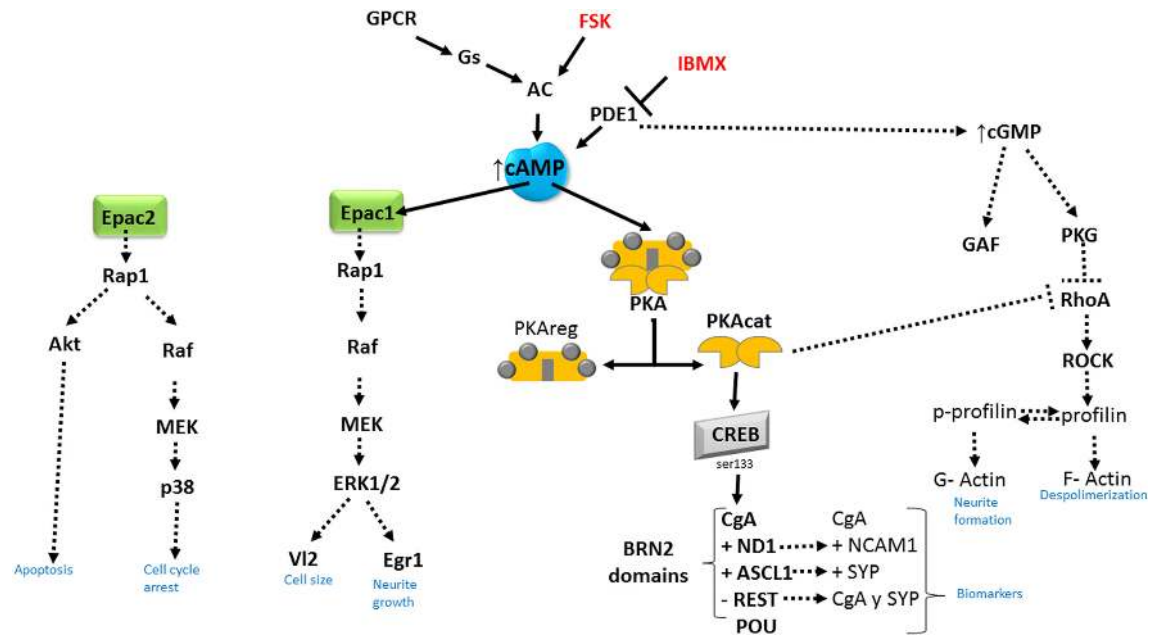 GPCR
FSK
Gs
IBMX
AC
PDE1
↑cGMP
↑cAMP
Epac2
Epac1
GAF
PKG
Rap1
Rap1
PKA
RhoA
PKAreg
PKAcat
Akt
Raf
Raf
ROCK
MEK
MEK
CREB
ser133
p-profilin
profilin
p38
ERK1/2
G- Actin
F- Actin
Neurite
formation
Despolimerization
Vl2
Egr1
Apoptosis
Cell cycle
arrest
Cell size
Neurite
growth
BRN2
domains
CgA
CgA
+ ND1
+ NCAM1
+ ASCL1
+ SYP
- REST
CgA y SYP
POU
Biomarkers